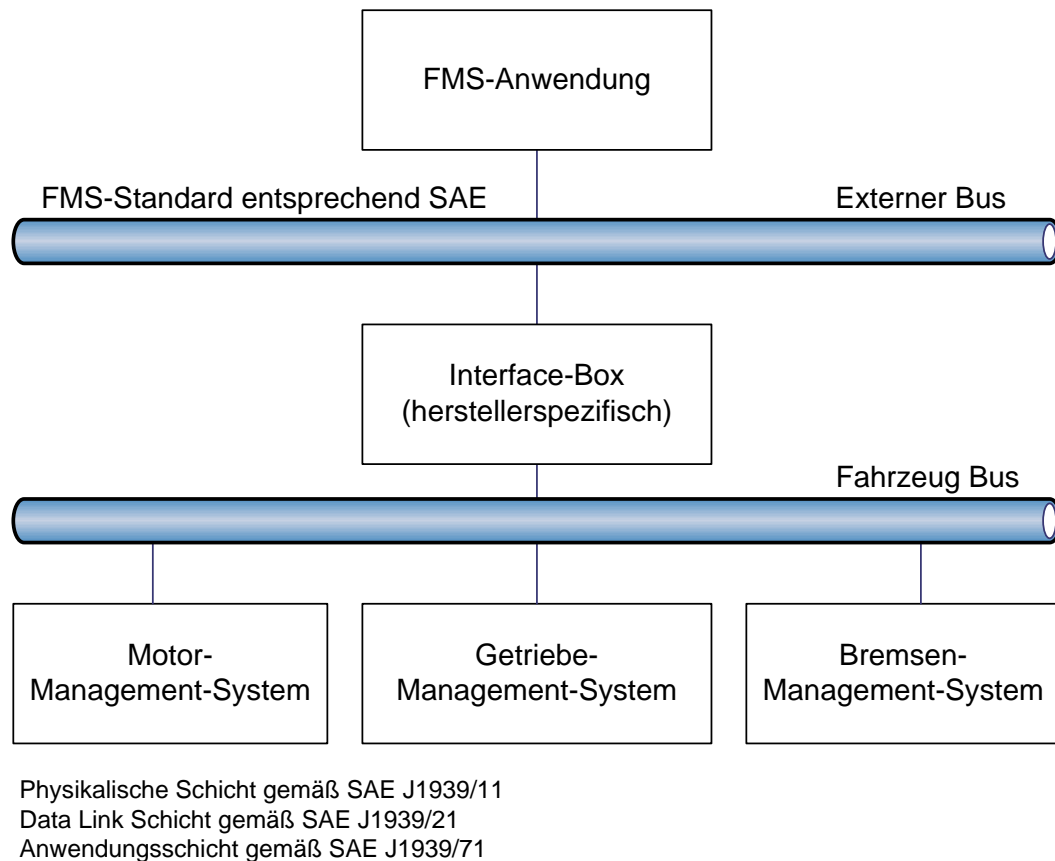 FMS-Anwendung
FMS-Standard entsprechend SAE
Externer Bus
Interface-Box
(herstellerspezifisch)
Fahrzeug Bus
Motor-
Management-System
Getriebe-
Management-System
Bremsen-
Management-System
Physikalische Schicht gemäß SAE J1939/11
Data Link Schicht gemäß SAE J1939/21
Anwendungsschicht gemäß SAE J1939/71